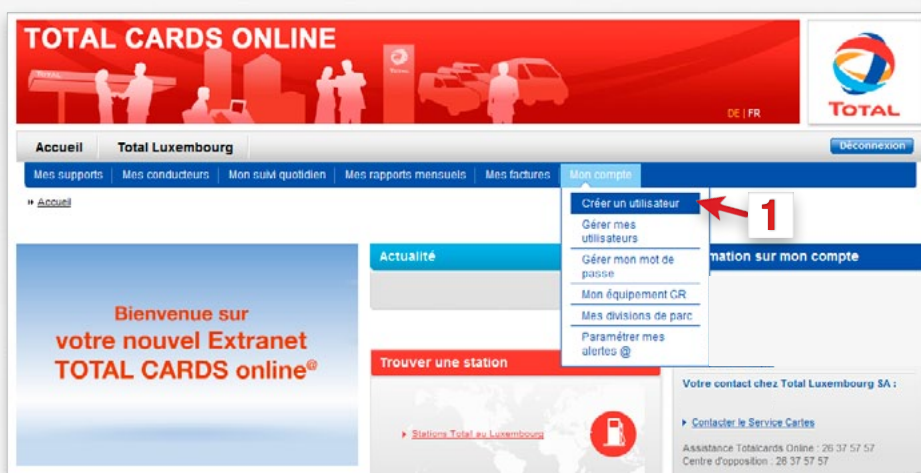 TOTAL CARDS ONLINE
TOTAL
DE | FR
TOTAL
Accueil
Total Luxembourg
Déconnexion
Mes supports
Mes conducteurs
Mon suivi quotidien
Mes rapports mensuels
Mes factures
Mon compte
Accueil
Créer un utilisateur
1
Gérer mes
utilisateurs
Gérer mon mot de
passe
Mon équipement GR
Mes divisions de parc
Paramétrer mes
alertes @
Bienvenue sur
votre nouvel Extranet
TOTAL CARDS online@
Actualité
mation sur mon compte
Trouver une station
Stations Total au Luxembourg
Votre contact chez Total Luxembourg SA :
Contacter le Service Cartes
Assistance Totalcards Online : 26 37 57 57
Centre d'opposition : 26 37 57 57